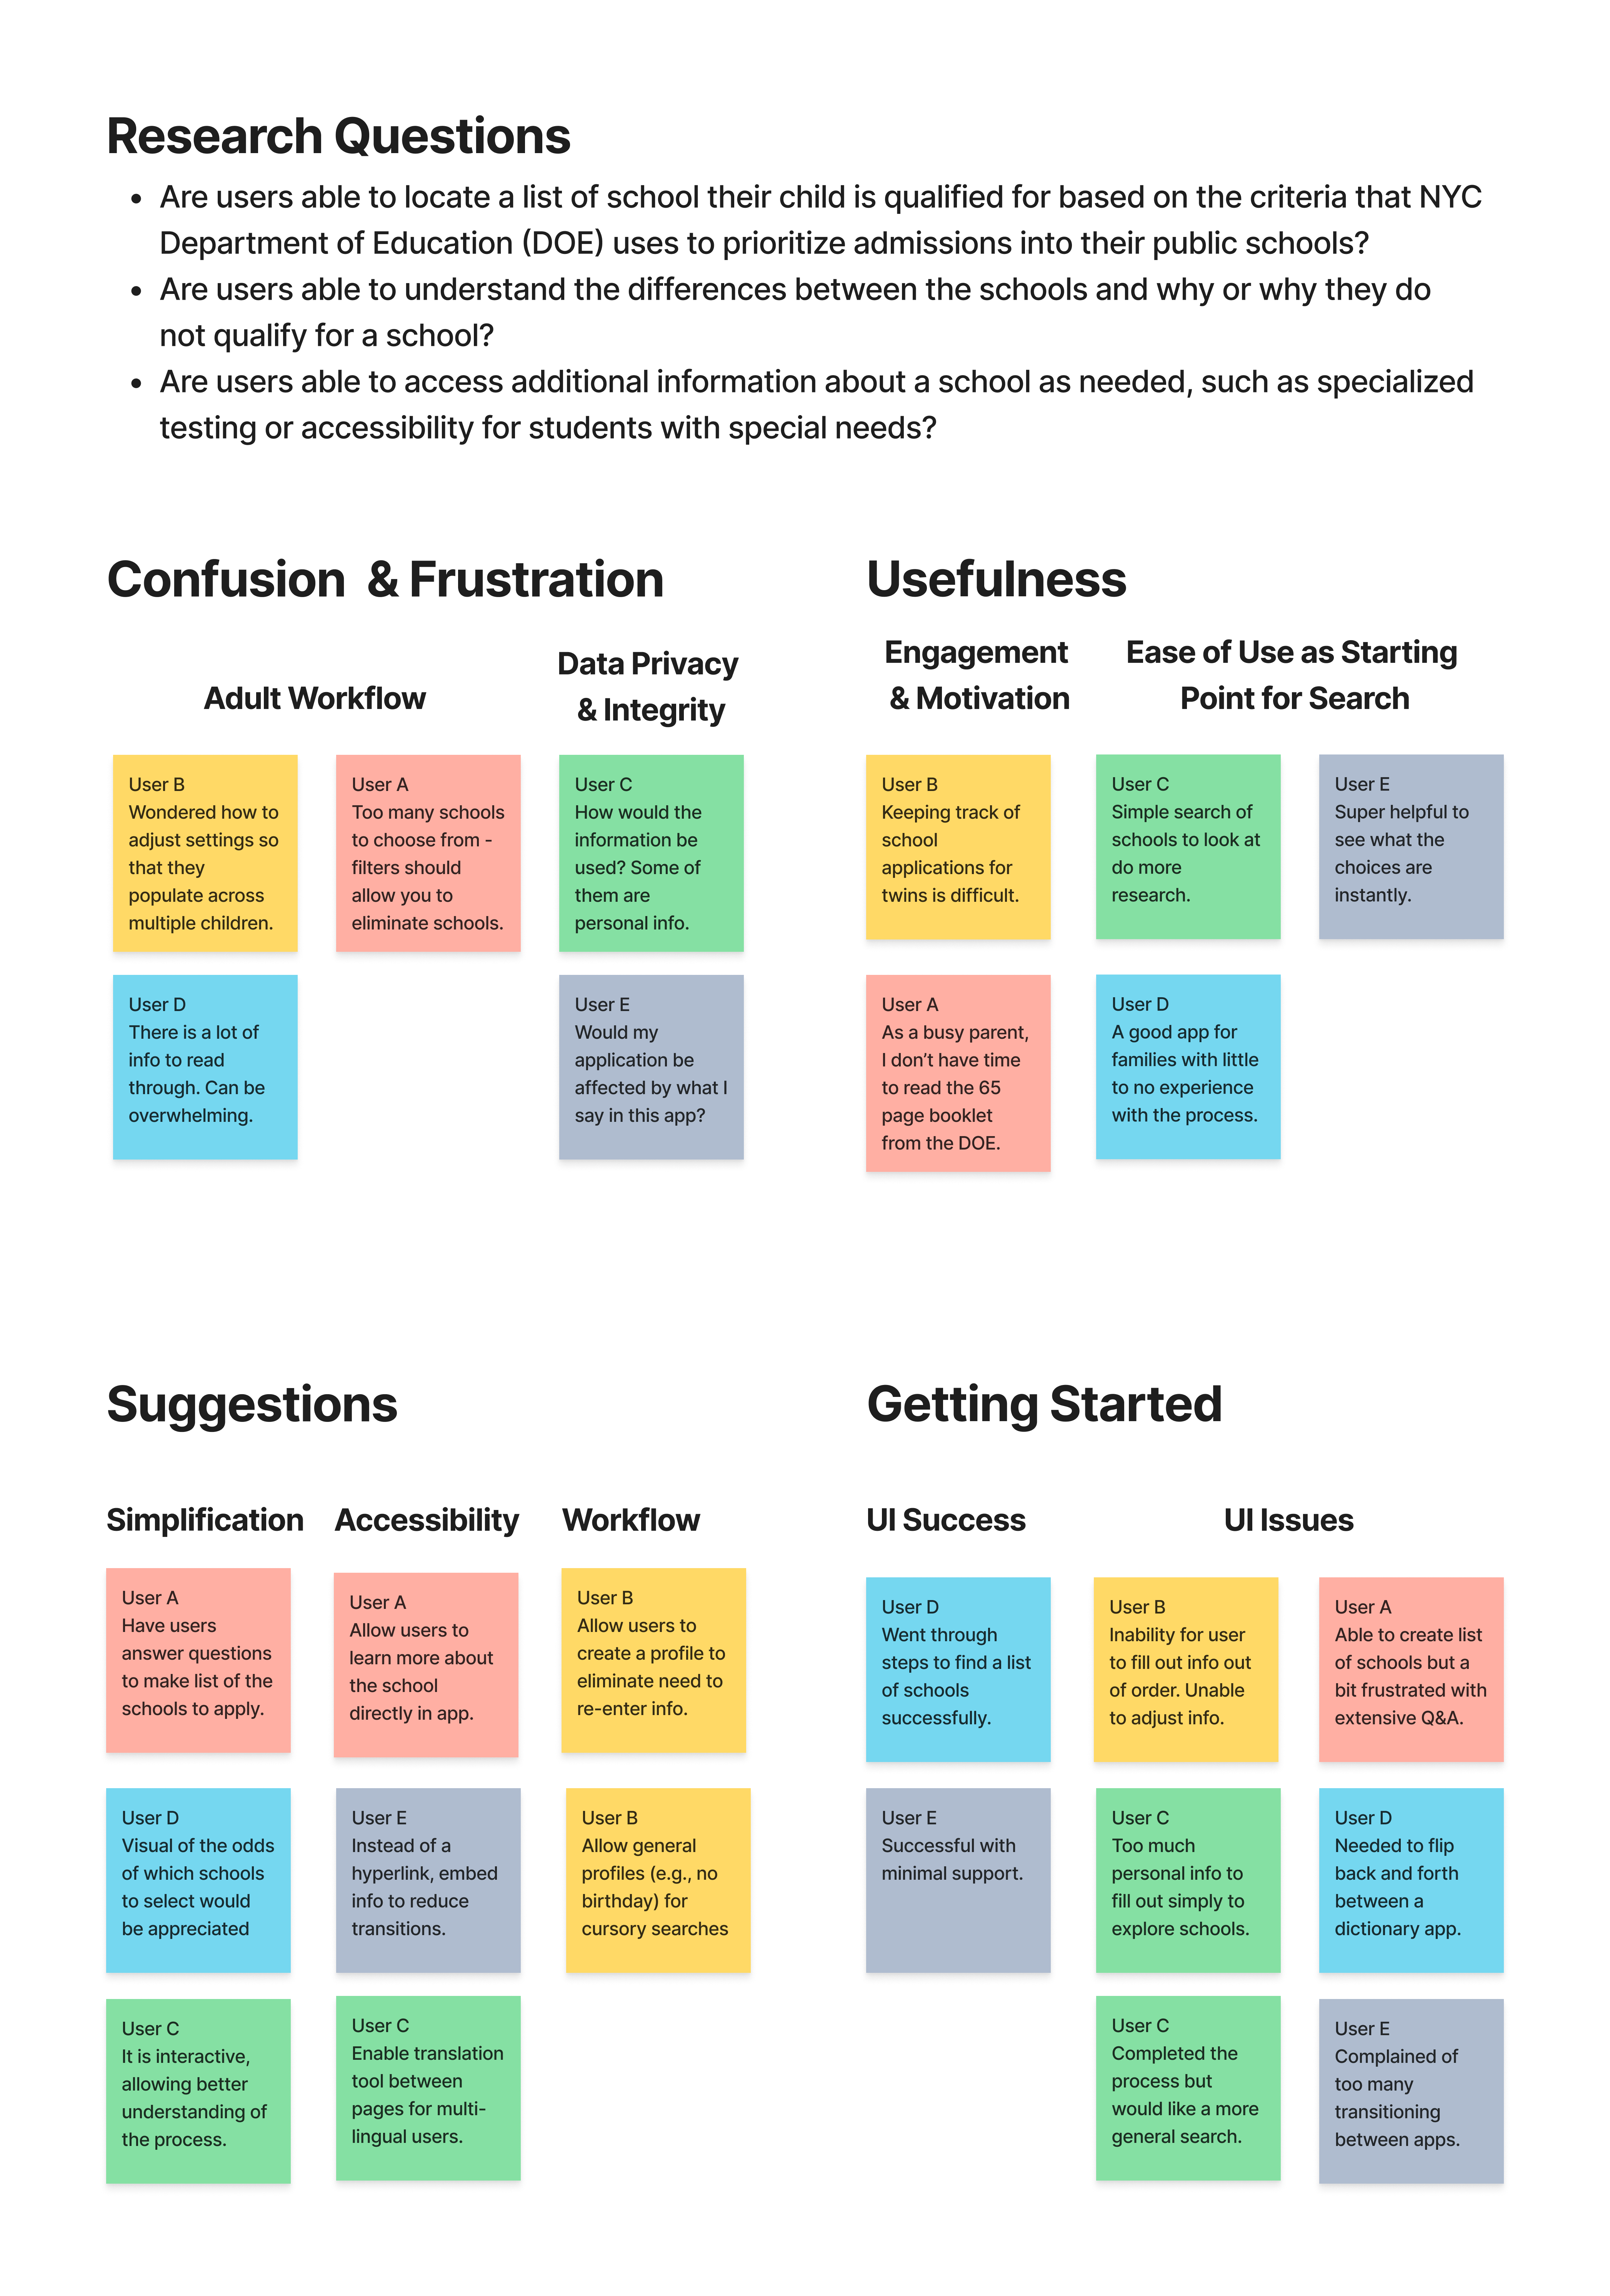 Research Questions
• Are users able to locate a list of school their child is qualified for based on the criteria that NYC
Department of Education (DOE) uses to prioritize admissions into their public schools?
• Are users able to understand the differences between the schools and why or why they do
not qualify for a school?
• Are users able to access additional information about a school as needed, such as specialized
testing or accessibility for students with special needs?
Confusion & Frustration
Adult Workflow
User B
Wondered how to
adjust settings so
that they
populate across
multiple children.
User A
Too many schools
to choose from -
filters should
allow you to
eliminate schools.
User D
There is a lot of
info to read
through. Can be
overwhelming.
Data Privacy
& Integrity
User C
How would the
information be
used? Some of
them are
personal info.
User E
Would my
application be
affected by what I
say in this app?
Usefulness
Engagement
& Motivation
User B
Keeping track of
school
applications for
twins is difficult.
User A
As a busy parent,
I don't have time
to read the 65
page booklet
from the DOE.
Ease of Use as Starting
Point for Search
User C
Simple search of
schools to look at
do more
research.
User E
Super helpful to
see what the
choices are
instantly.
User D
A good app for
families with little
to no experience
with the process.
Suggestions
Simplification
User A
Have users
answer questions
to make list of the
schools to apply.
User D
Visual of the odds
of which schools
to select would
be appreciated
User C
It is interactive,
allowing better
understanding of
the process.
Accessibility
User A
Allow users to
learn more about
the school
directly in app.
User E
Instead of a
hyperlink, embed
info to reduce
transitions.
User C
Enable translation
tool between
pages for multi-
lingual users.
Workflow
User B
Allow users to
create a profile to
eliminate need to
re-enter info.
User B
Allow general
profiles (e.g., no
birthday) for
cursory searches
Getting Started
UI Success
User D
Went through
steps to find a list
of schools
successfully.
User E
Successful with
minimal support.
UI Issues
User B
Inability for user
to fill out info out
of order. Unable
to adjust info.
User A
Able to create list
of schools but a
bit frustrated with
extensive Q&A.
User C
Too much
personal info to
fill out simply to
explore schools.
User D
Needed to flip
back and forth
between a
dictionary app.
User C
Completed the
process but
would like a more
general search.
User E
Complained of
too many
transitioning
between apps.